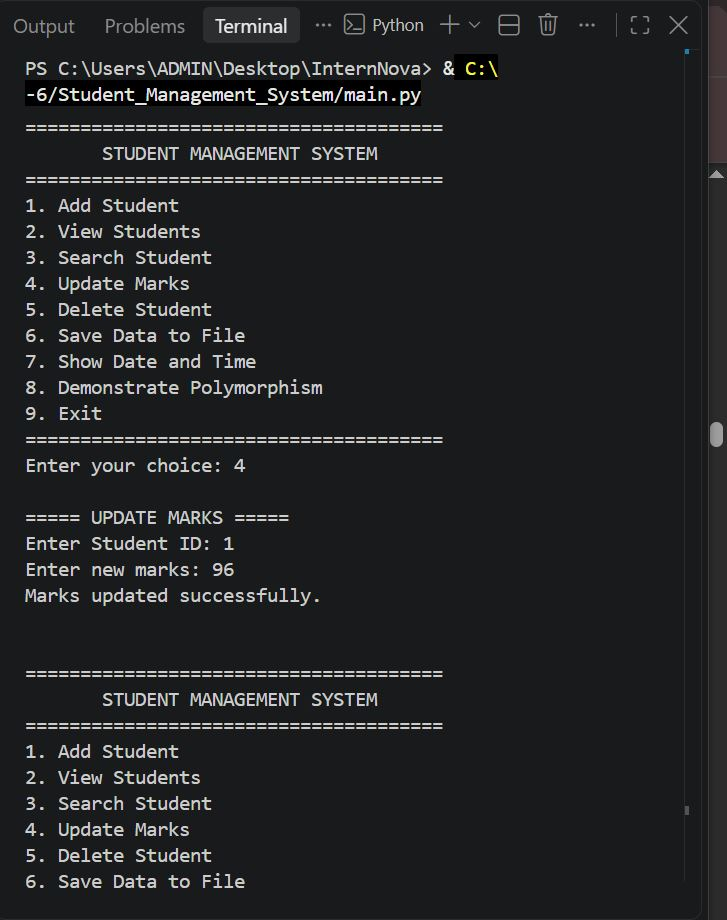 Output Problems Terminal ··· Python
PS C:\Users\ADMIN\Desktop\InternNova> & C:\
-6/Student_Management_System/main.py
======================================
STUDENT MANAGEMENT SYSTEM
======================================
1. Add Student
2. View Students
3. Search Student
4. Update Marks
5. Delete Student
6. Save Data to File
7. Show Date and Time
8. Demonstrate Polymorphism
9. Exit
======================================
Enter your choice: 4
===== UPDATE MARKS =====
Enter Student ID: 1
Enter new marks: 96
Marks updated successfully.
======================================
STUDENT MANAGEMENT SYSTEM
======================================
1. Add Student
2. View Students
3. Search Student
4. Update Marks
5. Delete Student
6. Save Data to File